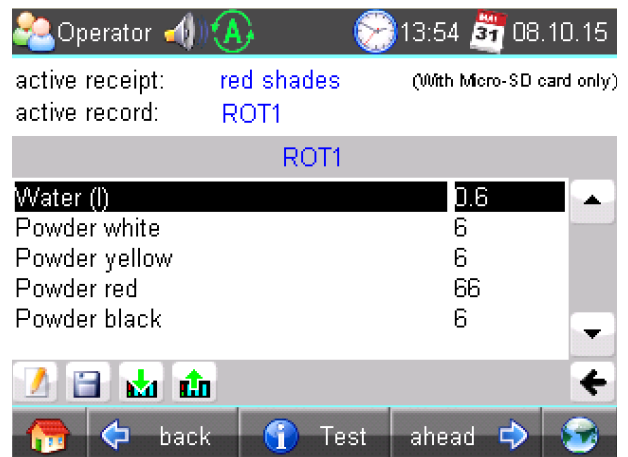 Operator A 13:54 MAI 31 08.10.15
active receipt: red shades (With Micro-SD card only)
active record: ROT1
ROT1
Water (l) 0.6
Powder white 6
Powder yellow 6
Powder red 66
Powder black 6
back i Test ahead